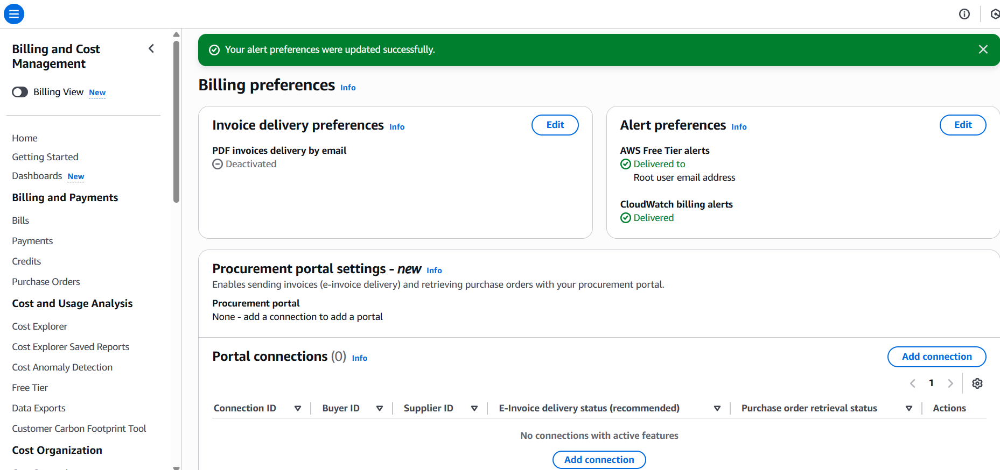 Billing and Cost
Management
Billing View New
Home
Getting Started
Dashboards New
Billing and Payments
Bills
Payments
Credits
Purchase Orders
Cost and Usage Analysis
Cost Explorer
Cost Explorer Saved Reports
Cost Anomaly Detection
Free Tier
Data Exports
Customer Carbon Footprint Tool
Cost Organization
Your alert preferences were updated successfully.
Billing preferences Info
Invoice delivery preferences Info Edit
PDF invoices delivery by email
Deactivated
Alert preferences Info Edit
AWS Free Tier alerts
Delivered to
Root user email address
CloudWatch billing alerts
Delivered
Procurement portal settings - new Info
Enables sending invoices (e-invoice delivery) and retrieving purchase orders with your procurement portal.
Procurement portal
None - add a connection to add a portal
Portal connections (0) Info Add connection
1
Connection ID Buyer ID Supplier ID E-Invoice delivery status (recommended) Purchase order retrieval status Actions
No connections with active features
Add connection